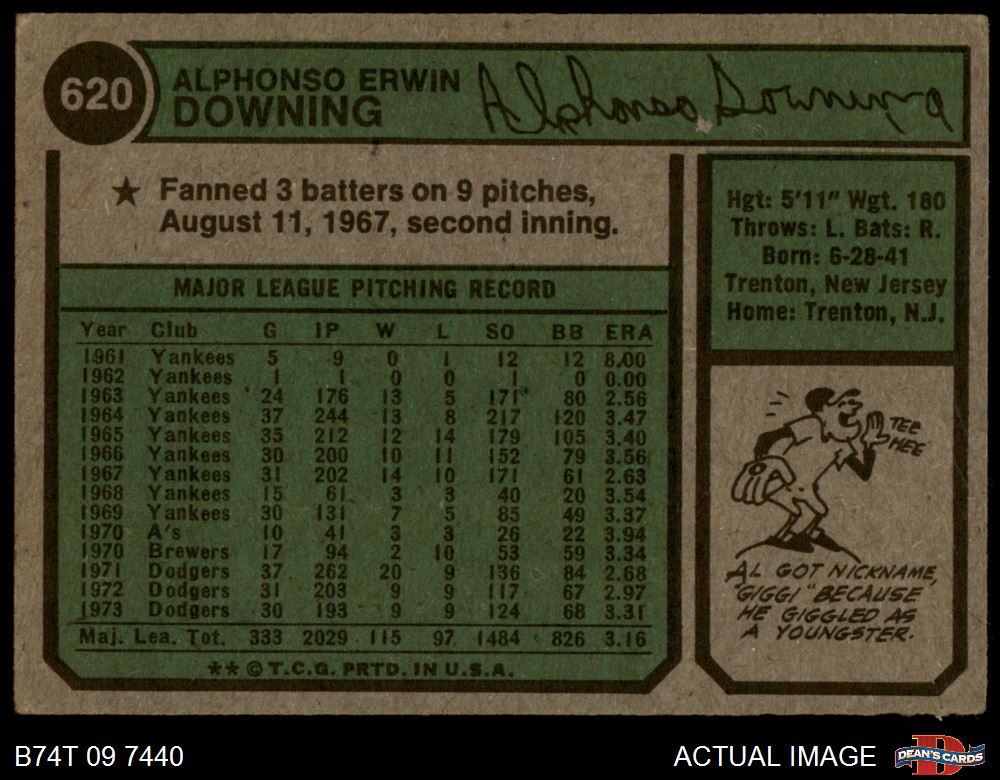 620
ALPHONSO ERWIN
DOWNING
Alphonso Downing
★ Fanned 3 batters on 9 pitches,
August 11, 1967, second inning.
Hgt: 5'11" Wgt. 180
Throws: L. Bats: R.
Born: 6-28-41
Trenton, New Jersey
Home: Trenton, N.J.
MAJOR LEAGUE PITCHING RECORD
Year Club G IP W L SO BB ERA
1961 Yankees 5 9 0 1 12 12 8.00
1962 Yankees 1 1 0 0 1 0 0.00
1963 Yankees 24 176 13 5 171 80 2.56
1964 Yankees 37 244 13 8 217 120 3.47
1965 Yankees 35 212 12 14 179 105 3.40
1966 Yankees 30 200 10 11 152 79 3.56
1967 Yankees 31 202 14 10 171 61 2.63
1968 Yankees 15 61 3 3 40 20 3.54
1969 Yankees 30 131 7 5 85 49 3.37
1970 A's 10 41 3 3 26 22 3.94
1970 Brewers 17 94 2 10 53 59 3.34
1971 Dodgers 37 262 20 9 136 84 2.68
1972 Dodgers 31 203 9 9 117 67 2.97
1973 Dodgers 30 193 9 9 124 68 3.31
Maj. Lea. Tot. 333 2029 115 97 1484 826 3.16
** © T.C.G. PRTD. IN U.S.A.
TEE
HEE
AL GOT NICKNAME,
"GIGGI" BECAUSE
HE GIGGLED AS
A YOUNGSTER.
B74T 09 7440
ACTUAL IMAGE
D
DEAN'S CARDS